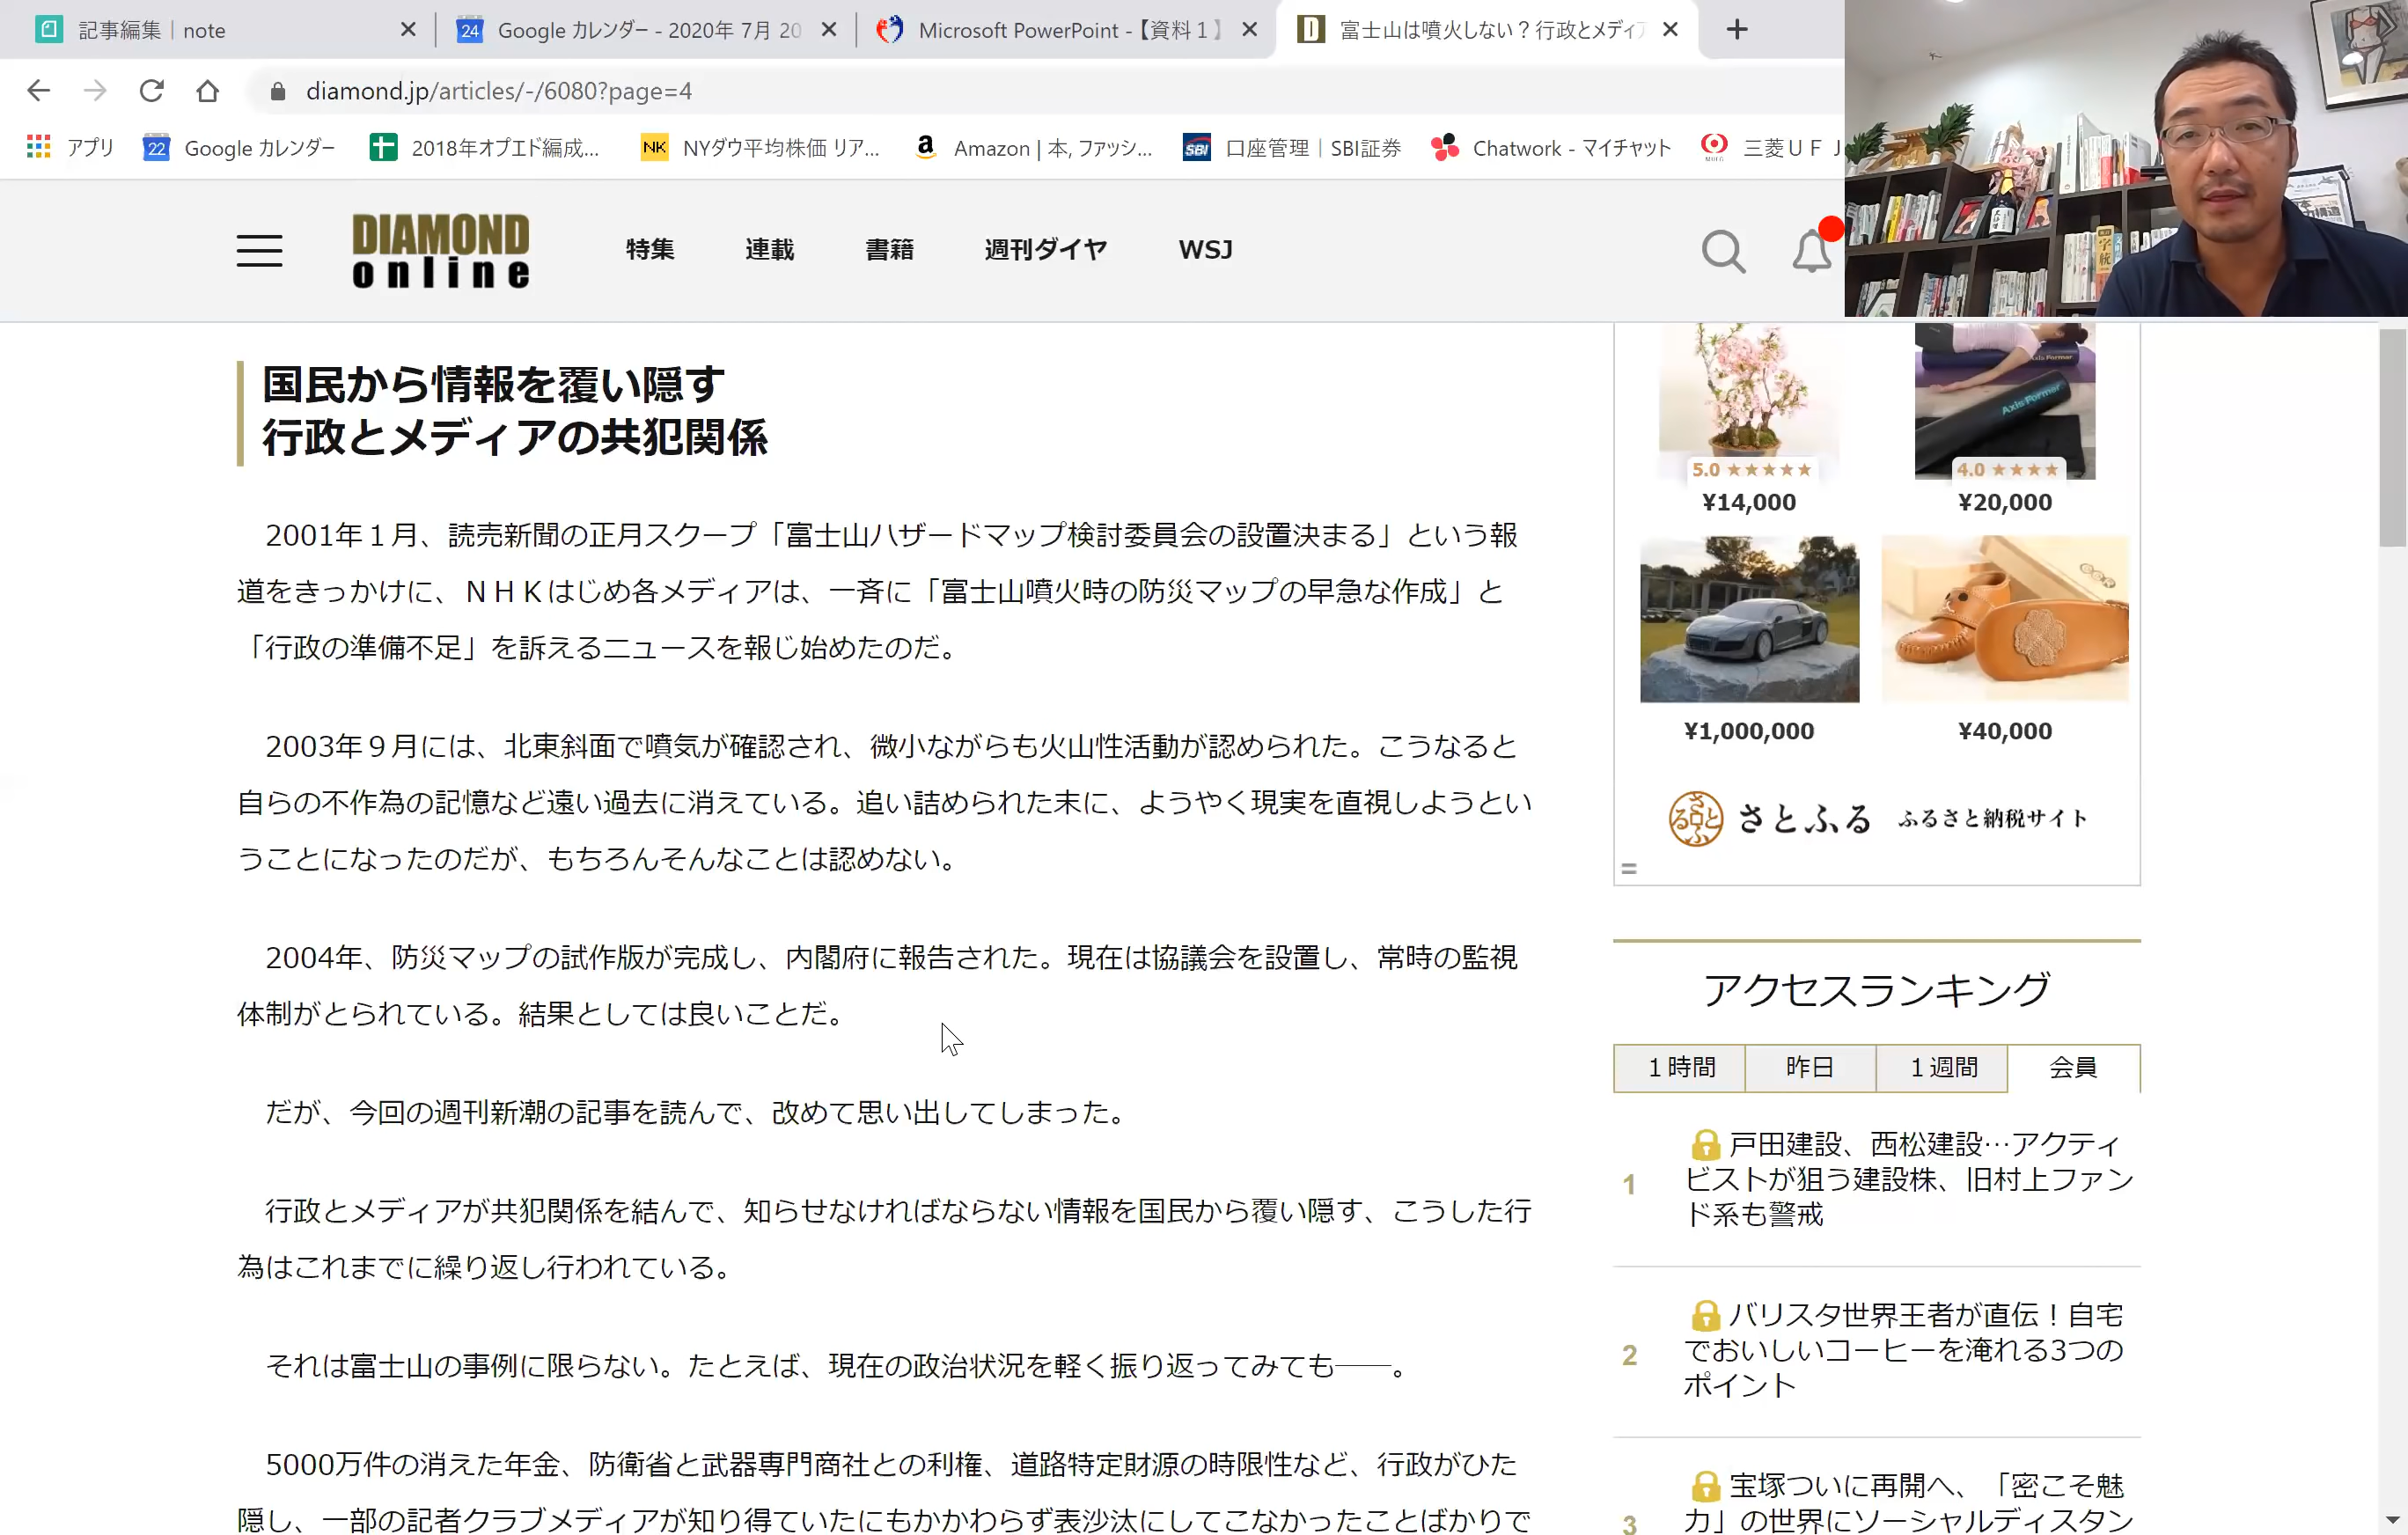 記事編集｜note
Google カレンダー - 2020年 7月 20
Microsoft PowerPoint - 【資料１】
富士山は噴火しない？行政とメディア
diamond.jp/articles/-/6080?page=4
アプリ
22
Google カレンダー
2018年オプエド編成...
NK
NYダウ平均株価 リア...
Amazon | 本, ファッシ...
SBI
口座管理｜SBI証券
Chatwork - マイチャット
三菱ＵＦＪ
DIAMOND
online
特集
連載
書籍
週刊ダイヤ
WSJ
国民から情報を覆い隠す
行政とメディアの共犯関係
2001年１月、読売新聞の正月スクープ「富士山ハザードマップ検討委員会の設置決まる」という報
道をきっかけに、ＮＨＫはじめ各メディアは、一斉に「富士山噴火時の防災マップの早急な作成」と
「行政の準備不足」を訴えるニュースを報じ始めたのだ。
2003年９月には、北東斜面で噴気が確認され、微小ながらも火山性活動が認められた。こうなると
自らの不作為の記憶など遠い過去に消えている。追い詰められた末に、ようやく現実を直視しようとい
うことになったのだが、もちろんそんなことは認めない。
2004年、防災マップの試作版が完成し、内閣府に報告された。現在は協議会を設置し、常時の監視
体制がとられている。結果としては良いことだ。
だが、今回の週刊新潮の記事を読んで、改めて思い出してしまった。
行政とメディアが共犯関係を結んで、知らせなければならない情報を国民から覆い隠す、こうした行
為はこれまでに繰り返し行われている。
それは富士山の事例に限らない。たとえば、現在の政治状況を軽く振り返ってみても――。
5000万件の消えた年金、防衛省と武器専門商社との利権、道路特定財源の時限性など、行政がひた
隠し、一部の記者クラブメディアが知り得ていたにもかかわらず表沙汰にしてこなかったことばかりで
Axis Former
Axis Former
5.0 ★★★★★
¥14,000
4.0 ★★★★
¥20,000
¥1,000,000
¥40,000
さとふる ふるさと納税サイト
アクセスランキング
１時間
昨日
１週間
会員
1
戸田建設、西松建設…アクティ
ビストが狙う建設株、旧村上ファン
ド系も警戒
2
バリスタ世界王者が直伝！自宅
でおいしいコーヒーを淹れる3つの
ポイント
3
宝塚ついに再開へ、「密こそ魅
力」の世界にソーシャルディスタン